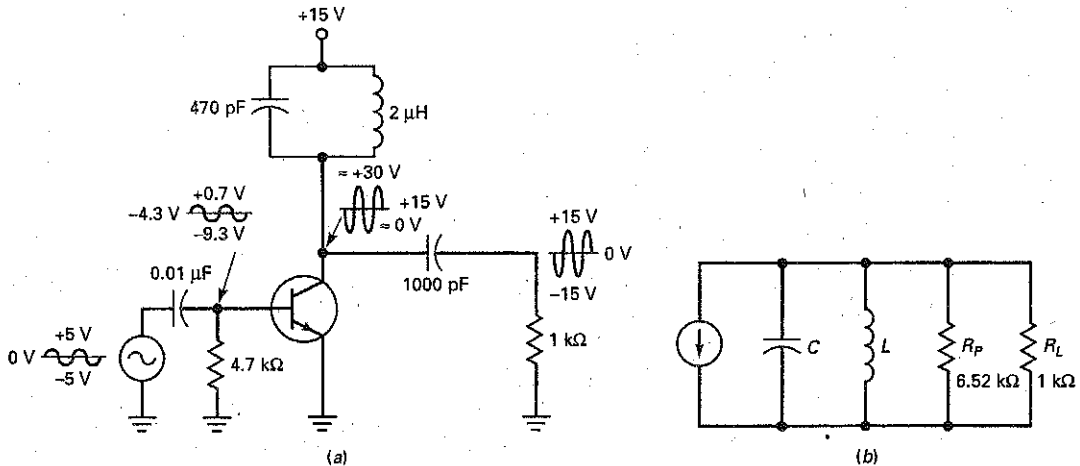 +15 V
470 pF
2 μH
≈ +30 V
+15 V
≈ 0 V
+0.7 V
-4.3 V
-9.3 V
0.01 μF
1000 pF
+15 V
0 V
-15 V
+5 V
0 V
-5 V
4.7 kΩ
1 kΩ
C
L
R_P
6.52 kΩ
R_L
1 kΩ
(a)
(b)